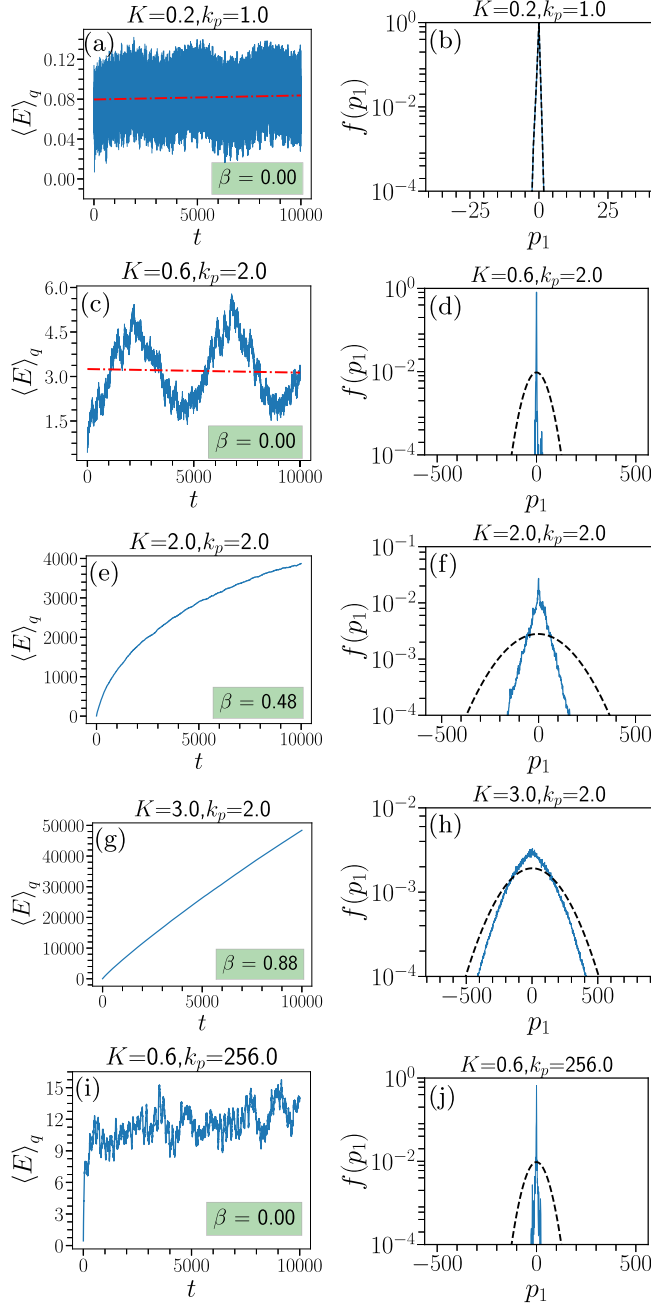 K=0.2,k_p=1.0
(a)
⟨E⟩_q
0.12
0.08
0.04
0.00
β = 0.00
0 5000 10000
t
(b)
f(p_1)
10^0
10^−2
10^−4
−25 0 25
p_1
K=0.6,k_p=2.0
(c)
⟨E⟩_q
6.0
4.5
3.0
1.5
β = 0.00
0 5000 10000
t
K=0.6,k_p=2.0
(d)
f(p_1)
10^0
10^−2
10^−4
−500 0 500
p_1
K=2.0,k_p=2.0
(e)
⟨E⟩_q
4000
3000
2000
1000
0
β = 0.48
0 5000 10000
t
K=2.0,k_p=2.0
(f)
f(p_1)
10^−1
10^−2
10^−3
10^−4
−500 0 500
p_1
K=3.0,k_p=2.0
(g)
⟨E⟩_q
50000
40000
30000
20000
10000
0
β = 0.88
0 5000 10000
t
K=3.0,k_p=2.0
(h)
f(p_1)
10^−2
10^−3
10^−4
−500 0 500
p_1
K=0.6,k_p=256.0
(i)
⟨E⟩_q
15
12
9
6
3
0
β = 0.00
0 5000 10000
t
K=0.6,k_p=256.0
(j)
f(p_1)
10^0
10^−2
10^−4
−500 0 500
p_1
K=0.2,k_p=1.0